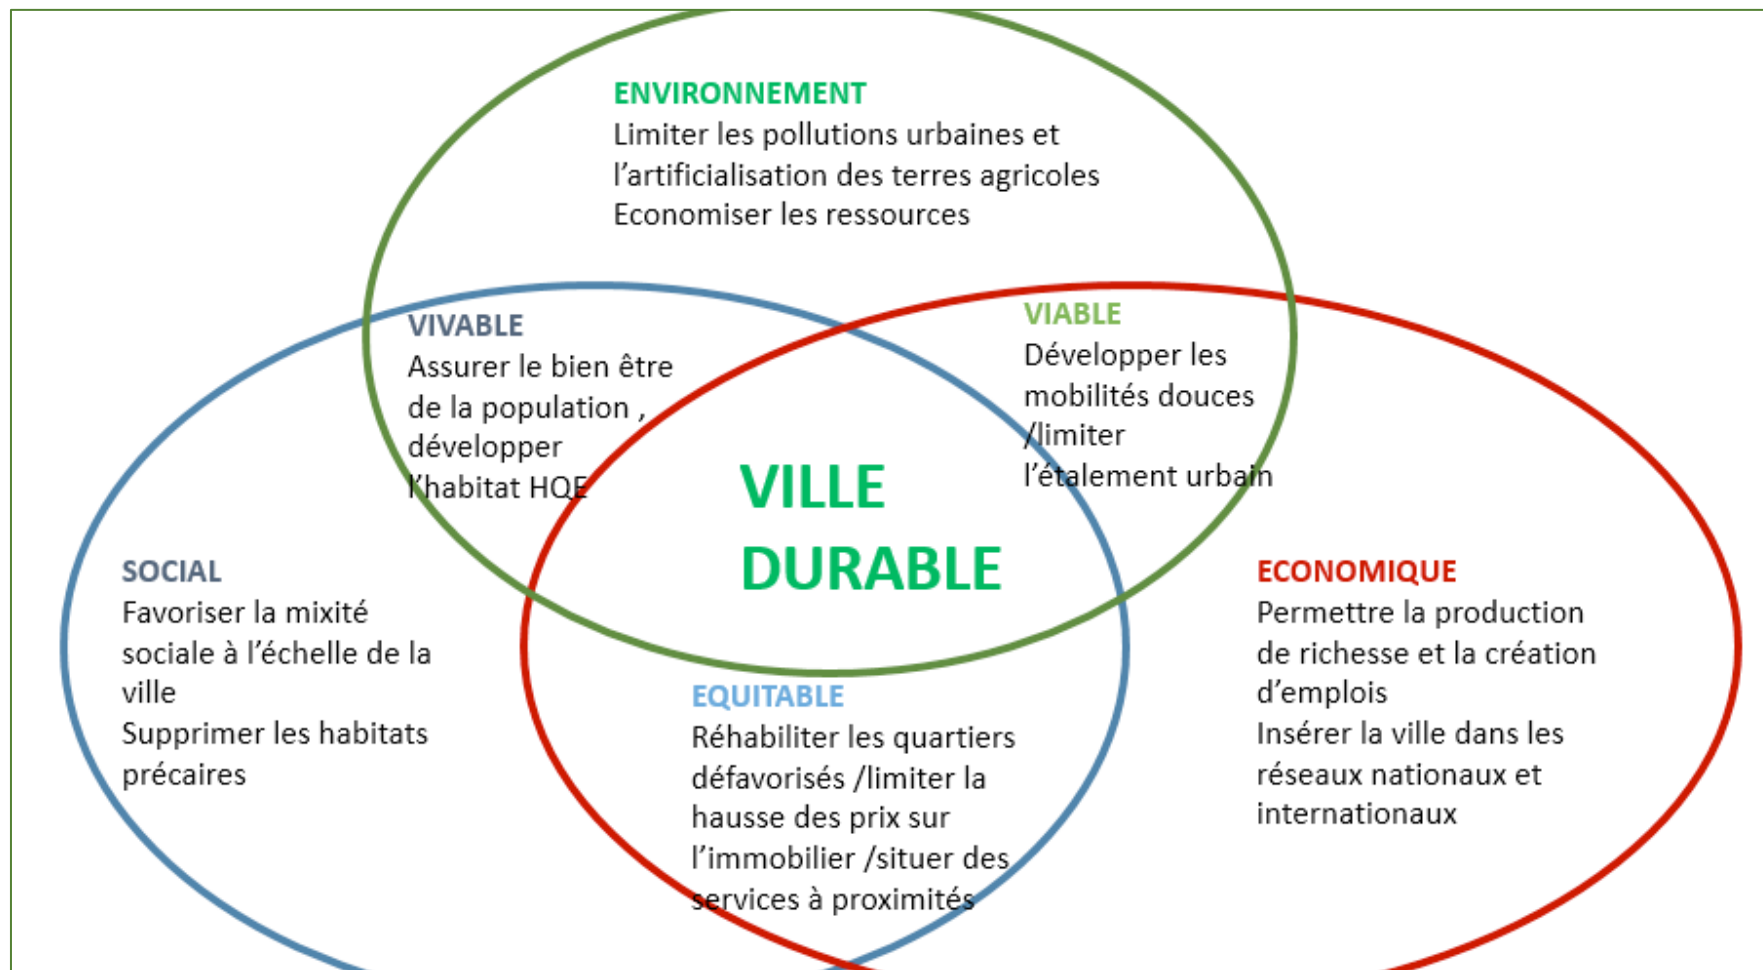 ENVIRONNEMENT
Limiter les pollutions urbaines et
l’artificialisation des terres agricoles
Economiser les ressources
VIVABLE
Assurer le bien être
de la population ,
développer
l’habitat HQE
VIABLE
Développer les
mobilités douces
/limiter
l’étalement urbain
VILLE
DURABLE
SOCIAL
Favoriser la mixité
sociale à l’échelle de la
ville
Supprimer les habitats
précaires
ECONOMIQUE
Permettre la production
de richesse et la création
d’emplois
Insérer la ville dans les
réseaux nationaux et
internationaux
EQUITABLE
Réhabiliter les quartiers
défavorisés /limiter la
hausse des prix sur
l’immobilier /situer des
services à proximités